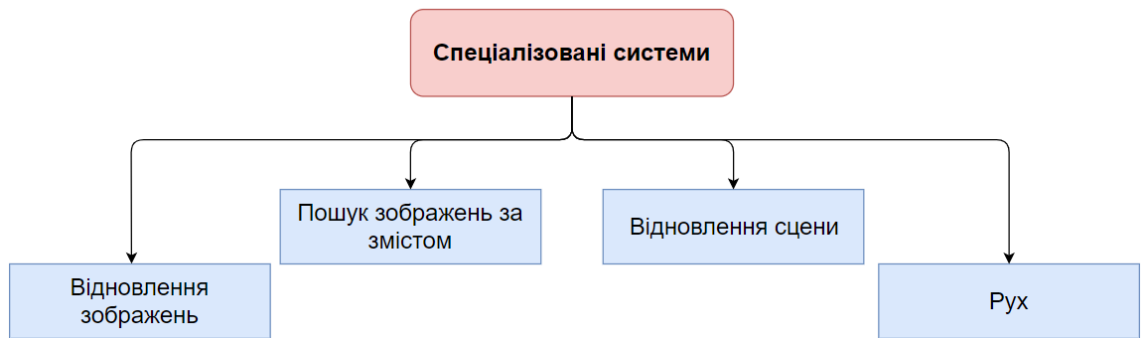 Спеціалізовані системи
Пошук зображень за
змістом
Відновлення сцени
Відновлення
зображень
Рух